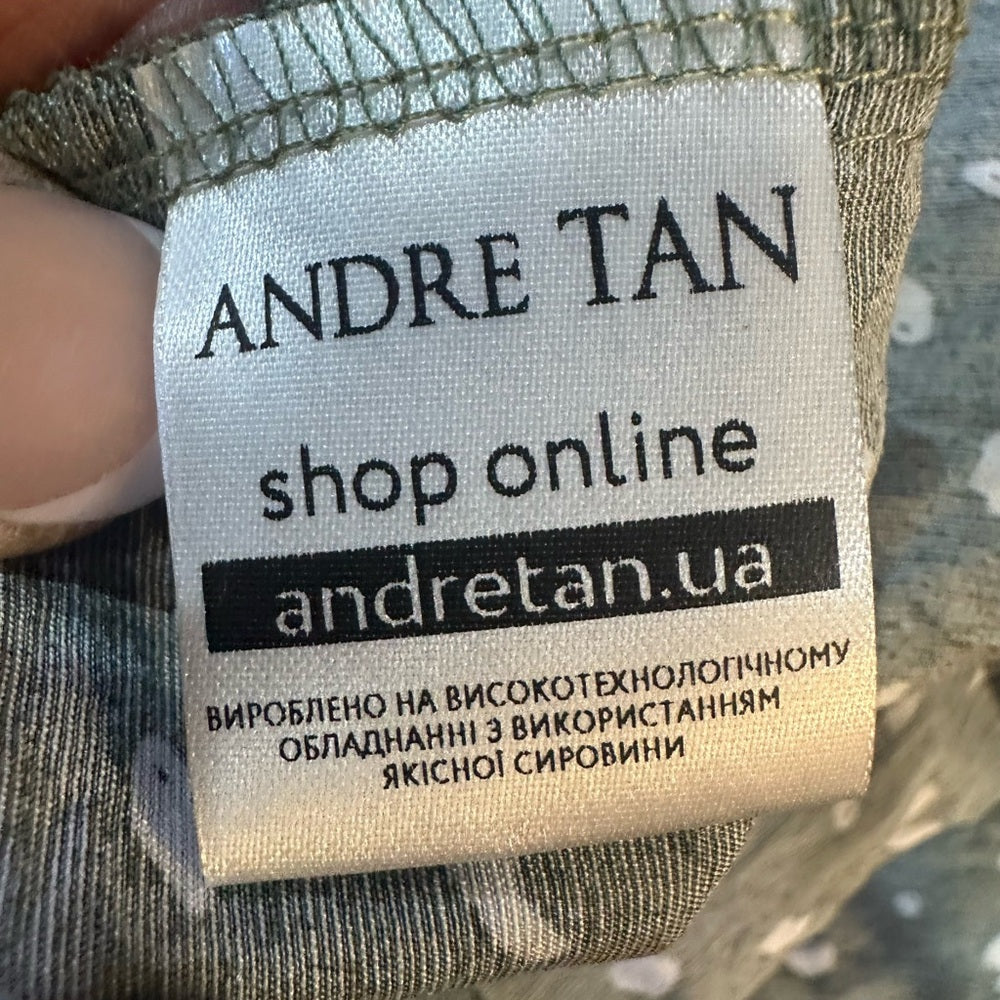 ANDRE TAN
shop online
andretan.ua
ВИРОБЛЕНО НА ВИСОКОТЕХНОЛОГІЧНОМУ
ОБЛАДНАННІ З ВИКОРИСТАННЯМ
ЯКІСНОЇ СИРОВИНИ